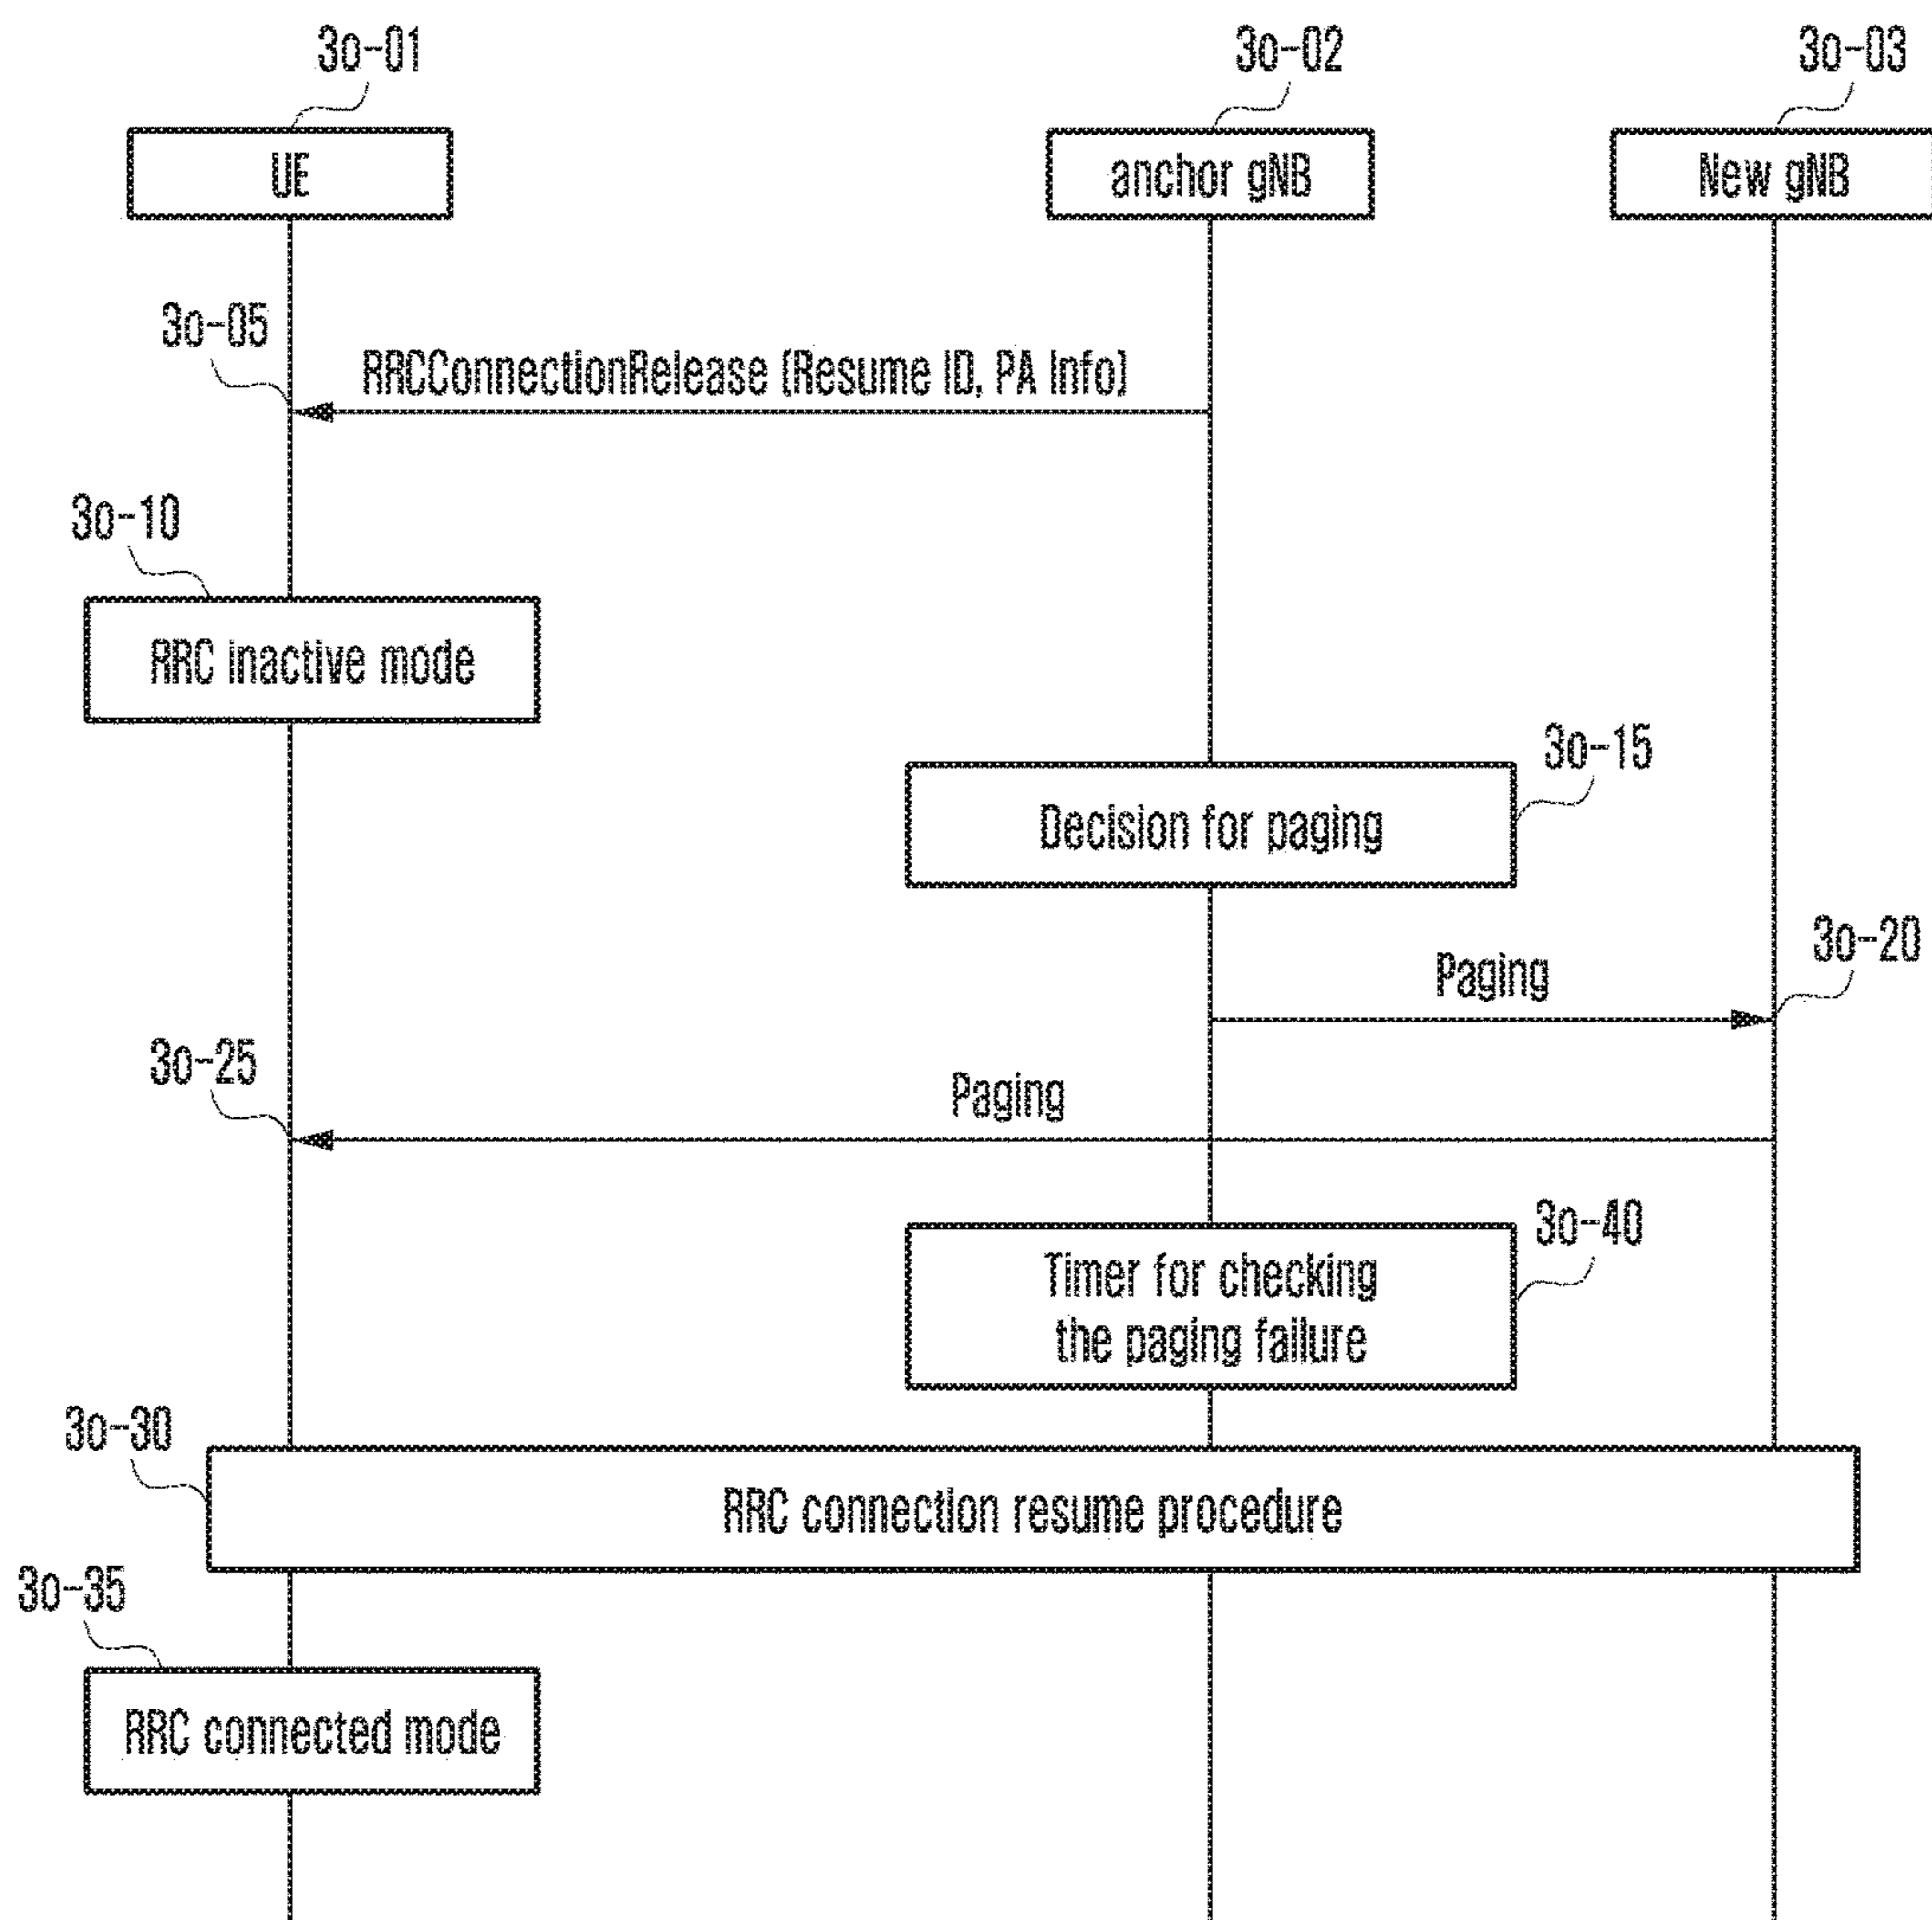 3o-01
3o-02
3o-03
UE
anchor gNB
New gNB
3o-05
RRCConnectionRelease (Resume ID, PA Info)
3o-10
RRC inactive mode
3o-15
Decision for paging
3o-20
Paging
3o-25
Paging
3o-40
Timer for checking
the paging failure
3o-30
RRC connection resume procedure
3o-35
RRC connected mode